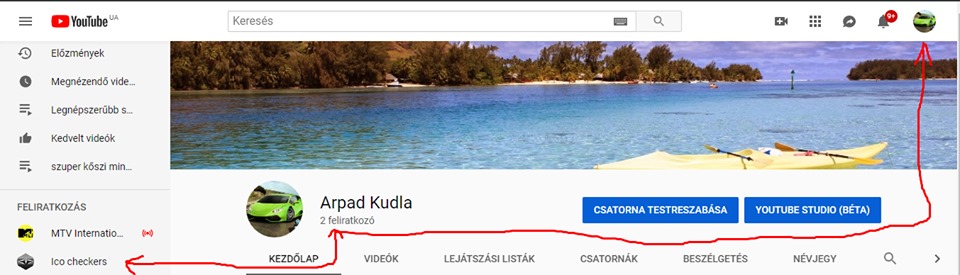 YouTube UA
Keresés
9+
Előzmények
Megnézendő vide...
Legnépszerűbb s...
Kedvelt videók
szuper kőszi min...
FELIRATKOZÁS
MTV Internatio...
Ico checkers
Arpad Kudla
2 feliratkozó
CSATORNA TESTRESZABÁSA
YOUTUBE STUDIO (BÉTA)
KEZDŐLAP VIDEÓK LEJÁTSZÁSI LISTÁK CSATORNÁK BESZÉLGETÉS NÉVJEGY